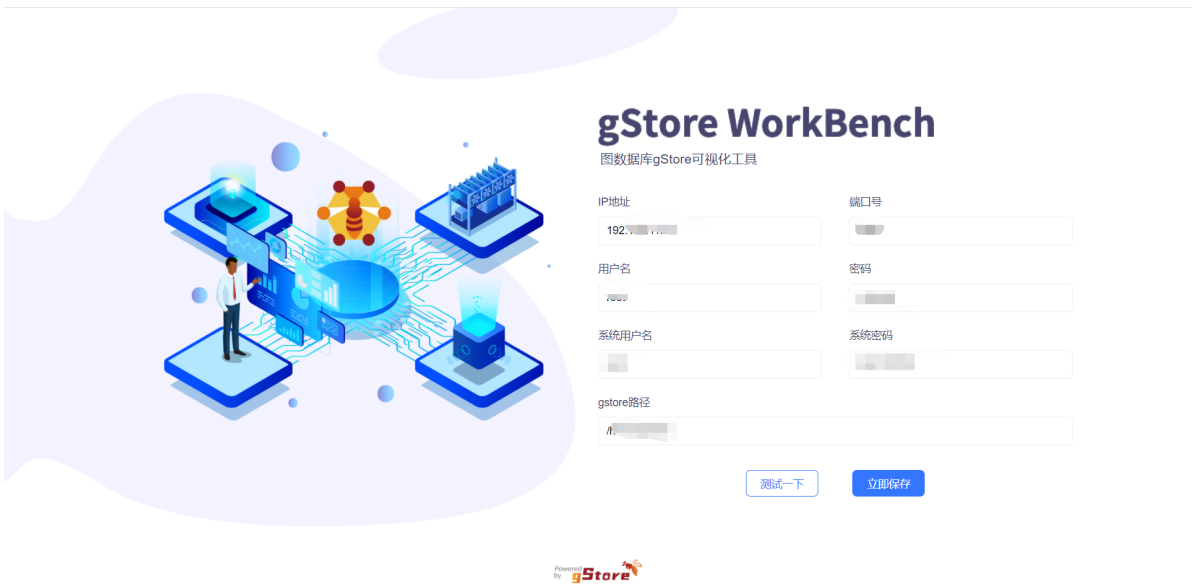 gStore WorkBench
图数据库gStore可视化工具
IP地址
端口号
192.
用户名
密码
系统用户名
系统密码
gstore路径
测试一下
立即保存
Powered
by gStore